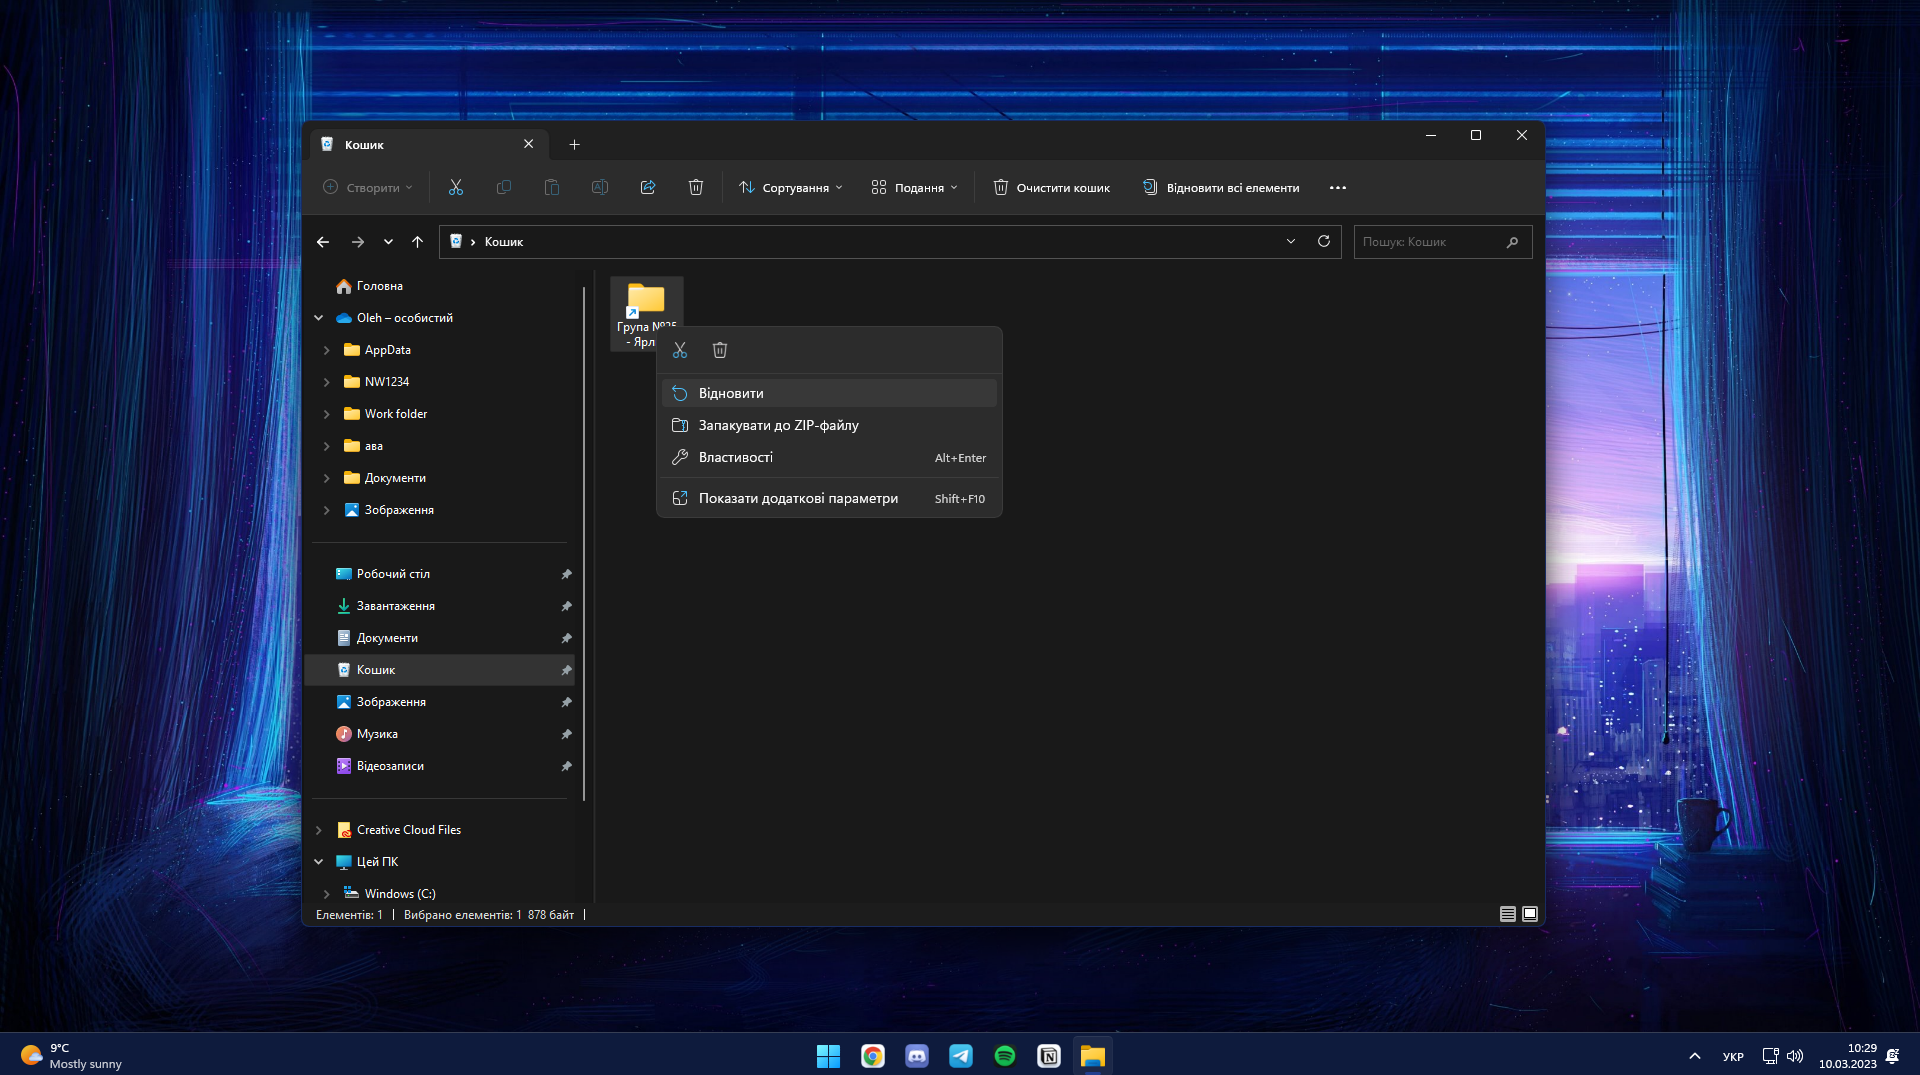 Кошик
Створити
Сортування
Подання
Очистити кошик
Відновити всі елементи
Кошик
Пошук: Кошик
Головна
Oleh – особистий
AppData
NW1234
Work folder
ава
Документи
Зображення
Робочий стіл
Завантаження
Документи
Кошик
Зображення
Музика
Відеозаписи
Creative Cloud Files
Цей ПК
Windows (C:)
Група №25
- Ярл
Відновити
Запакувати до ZIP-файлу
Властивості Alt+Enter
Показати додаткові параметри Shift+F10
Елементів: 1 Вибрано елементів: 1 878 байт
9°C
Mostly sunny
УКР
10:29
10.03.2023